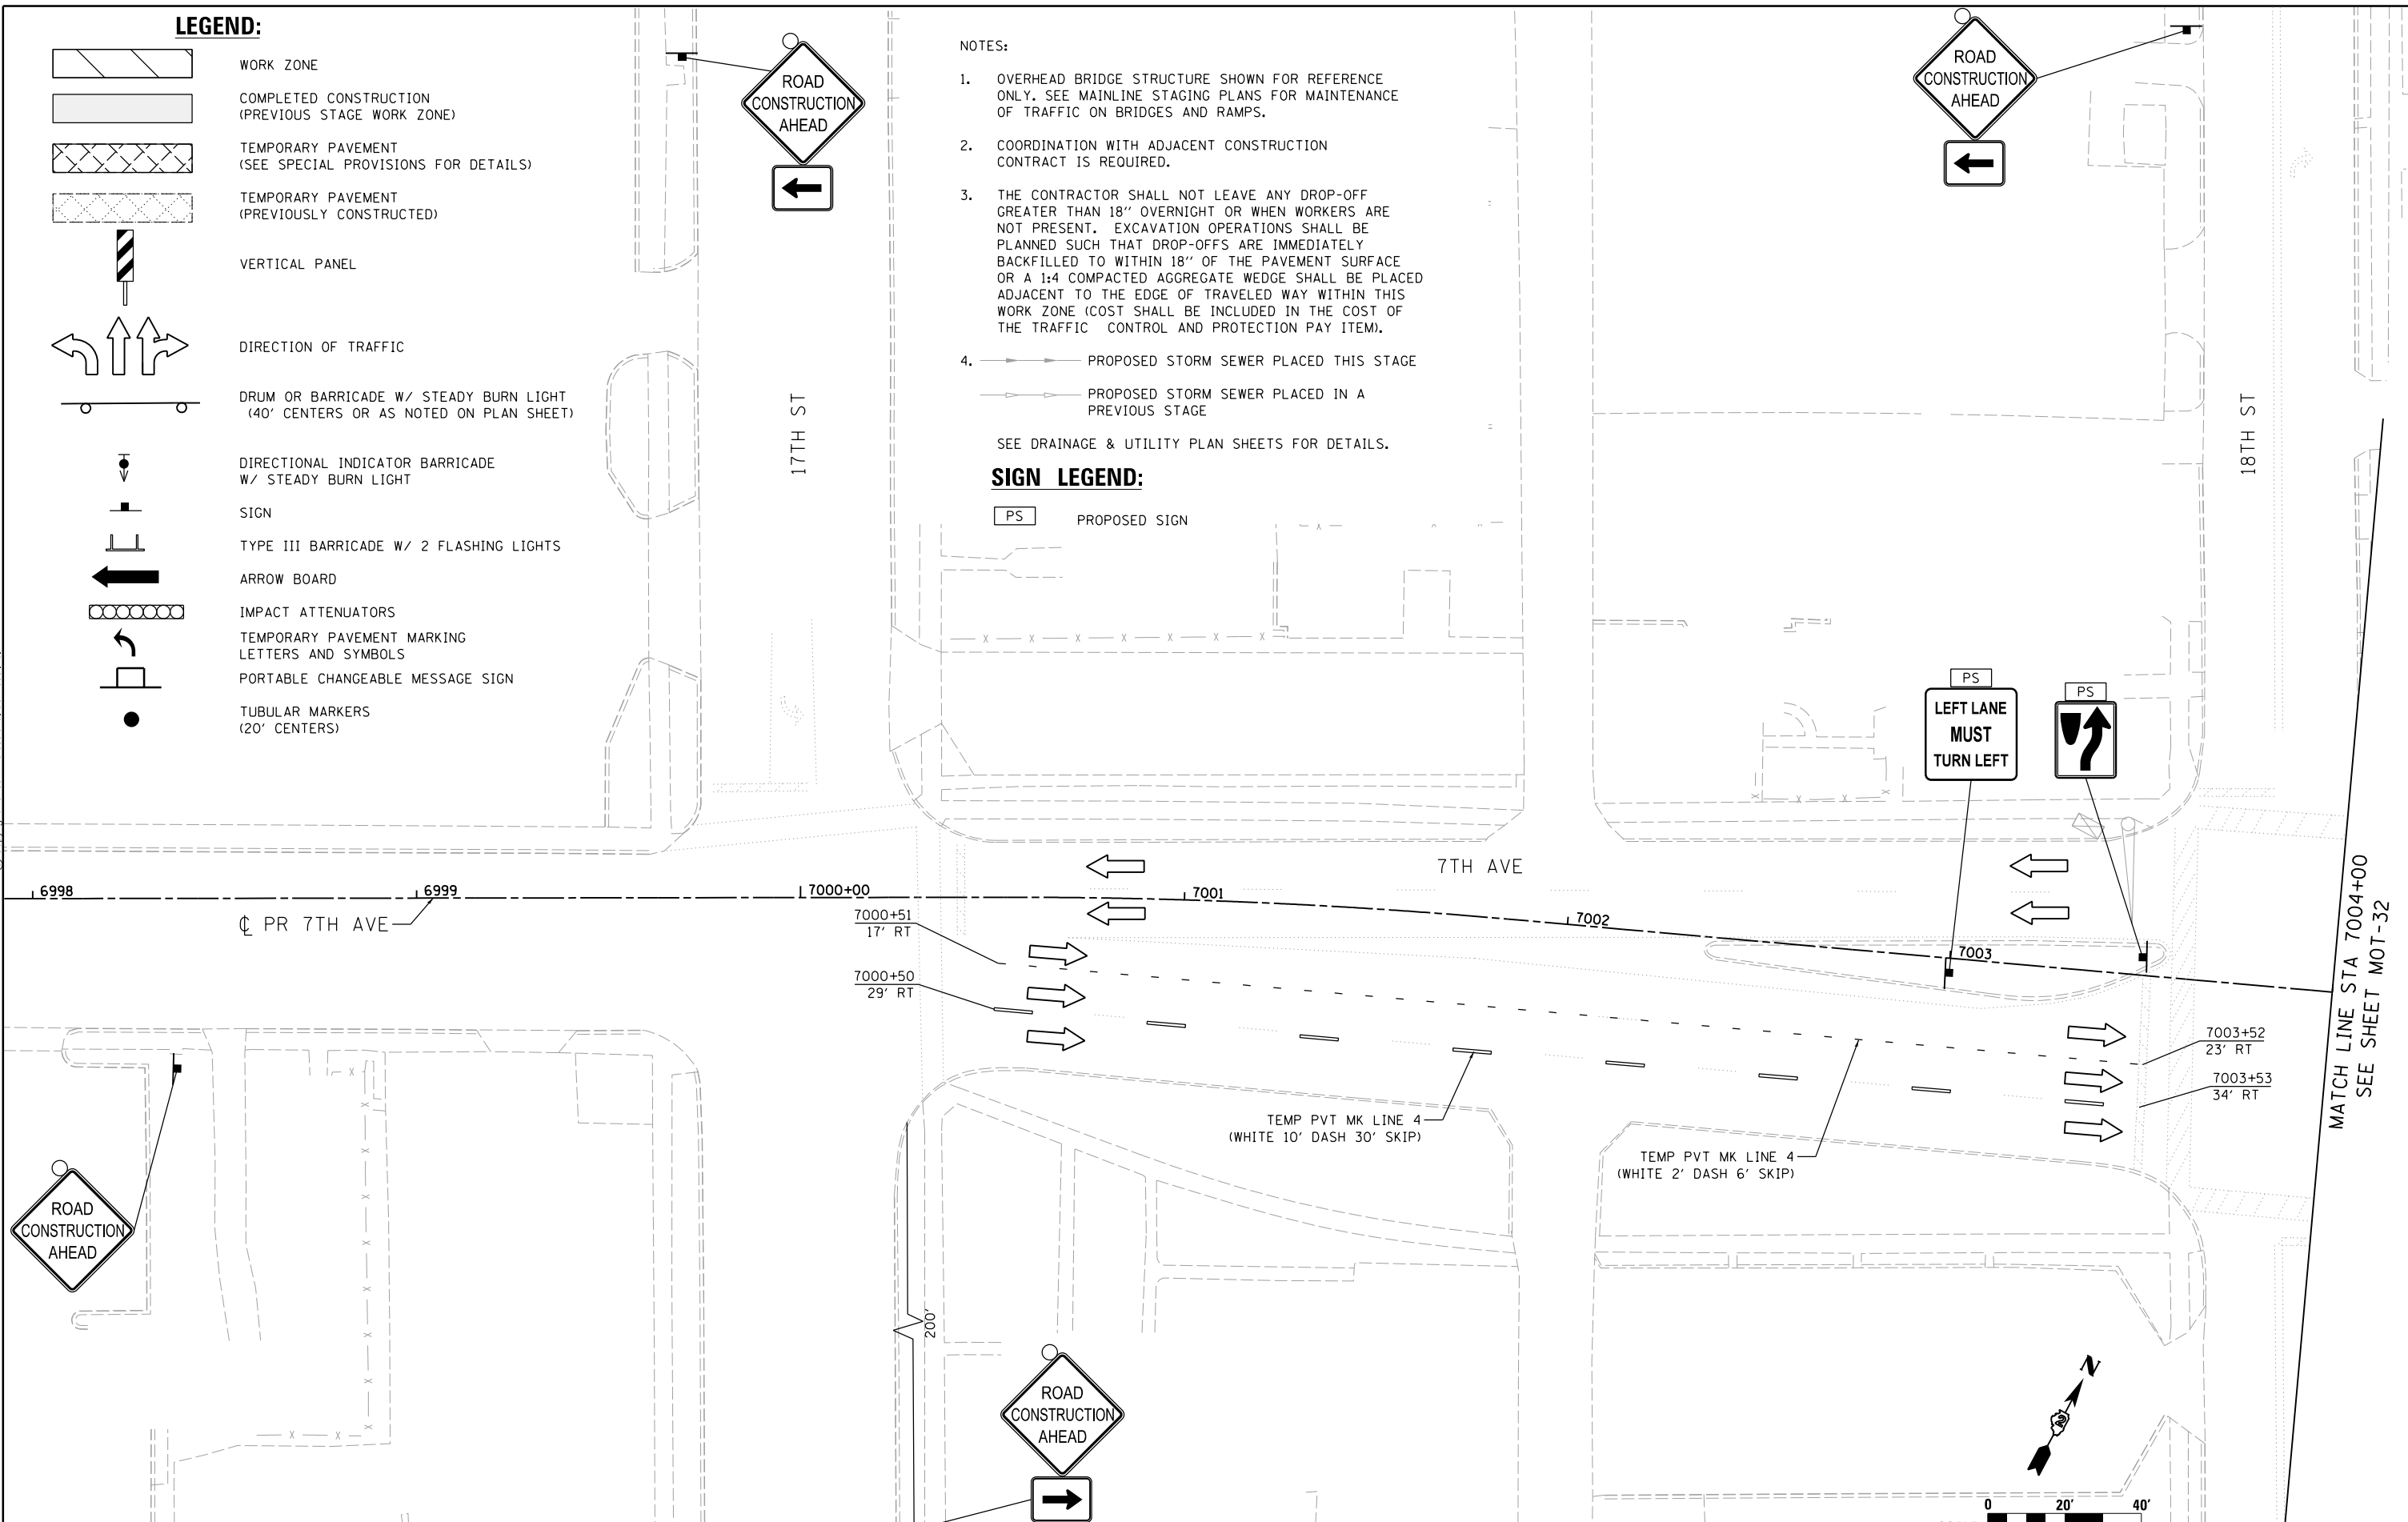 LEGEND:
WORK ZONE
COMPLETED CONSTRUCTION
(PREVIOUS STAGE WORK ZONE)
TEMPORARY PAVEMENT
(SEE SPECIAL PROVISIONS FOR DETAILS)
TEMPORARY PAVEMENT
(PREVIOUSLY CONSTRUCTED)
VERTICAL PANEL
DIRECTION OF TRAFFIC
DRUM OR BARRICADE W/ STEADY BURN LIGHT
(40' CENTERS OR AS NOTED ON PLAN SHEET)
DIRECTIONAL INDICATOR BARRICADE
W/ STEADY BURN LIGHT
SIGN
TYPE III BARRICADE W/ 2 FLASHING LIGHTS
ARROW BOARD
IMPACT ATTENUATORS
TEMPORARY PAVEMENT MARKING
LETTERS AND SYMBOLS
PORTABLE CHANGEABLE MESSAGE SIGN
TUBULAR MARKERS
(20' CENTERS)
ROAD
CONSTRUCTION
AHEAD
17TH ST
NOTES:
1. OVERHEAD BRIDGE STRUCTURE SHOWN FOR REFERENCE
ONLY. SEE MAINLINE STAGING PLANS FOR MAINTENANCE
OF TRAFFIC ON BRIDGES AND RAMPS.
2. COORDINATION WITH ADJACENT CONSTRUCTION
CONTRACT IS REQUIRED.
3. THE CONTRACTOR SHALL NOT LEAVE ANY DROP-OFF
GREATER THAN 18'' OVERNIGHT OR WHEN WORKERS ARE
NOT PRESENT. EXCAVATION OPERATIONS SHALL BE
PLANNED SUCH THAT DROP-OFFS ARE IMMEDIATELY
BACKFILLED TO WITHIN 18'' OF THE PAVEMENT SURFACE
OR A 1:4 COMPACTED AGGREGATE WEDGE SHALL BE PLACED
ADJACENT TO THE EDGE OF TRAVELED WAY WITHIN THIS
WORK ZONE (COST SHALL BE INCLUDED IN THE COST OF
THE TRAFFIC CONTROL AND PROTECTION PAY ITEM).
4. PROPOSED STORM SEWER PLACED THIS STAGE
PROPOSED STORM SEWER PLACED IN A
PREVIOUS STAGE
SEE DRAINAGE & UTILITY PLAN SHEETS FOR DETAILS.
SIGN LEGEND:
PS PROPOSED SIGN
ROAD
CONSTRUCTION
AHEAD
18TH ST
PS
LEFT LANE
MUST
TURN LEFT
PS
7TH AVE
6998
6999
7000+00
7001
7002
7003
℄ PR 7TH AVE
7000+51
17' RT
7000+50
29' RT
TEMP PVT MK LINE 4
(WHITE 10' DASH 30' SKIP)
TEMP PVT MK LINE 4
(WHITE 2' DASH 6' SKIP)
7003+52
23' RT
7003+53
34' RT
MATCH LINE STA 7004+00
SEE SHEET MOT-32
ROAD
CONSTRUCTION
AHEAD
200'
ROAD
CONSTRUCTION
AHEAD
N
2
0 20' 40'